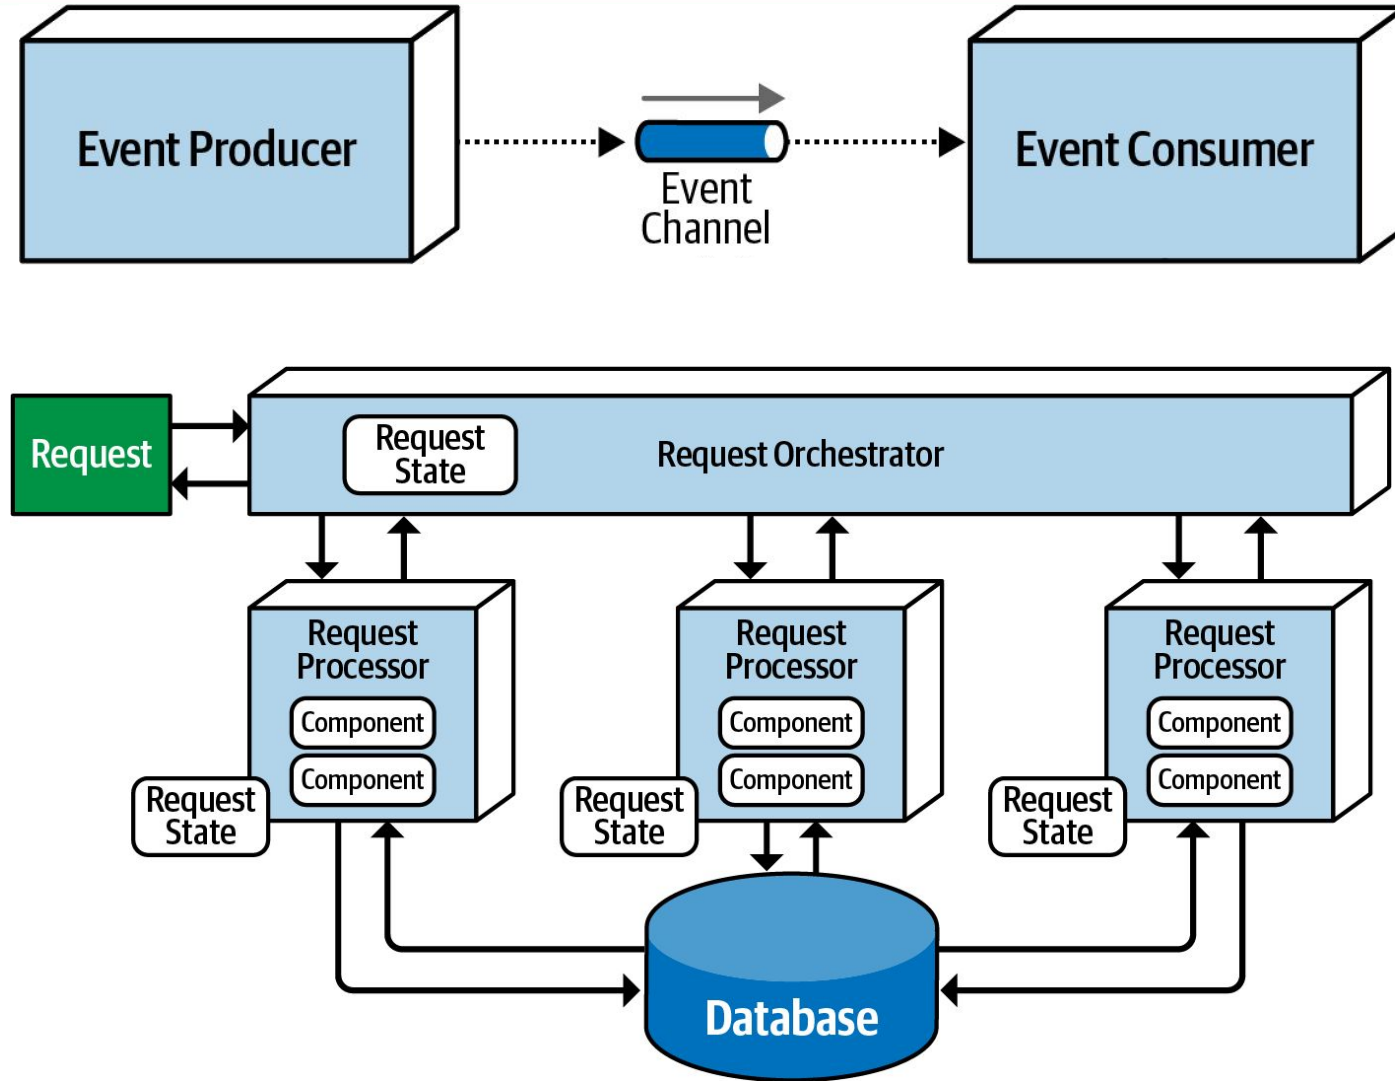 Event Producer
Event
Channel
Event Consumer
Request
Request
State
Request Orchestrator
Request
Processor
Component
Component
Request
State
Request
Processor
Component
Component
Request
State
Request
Processor
Component
Component
Request
State
Database